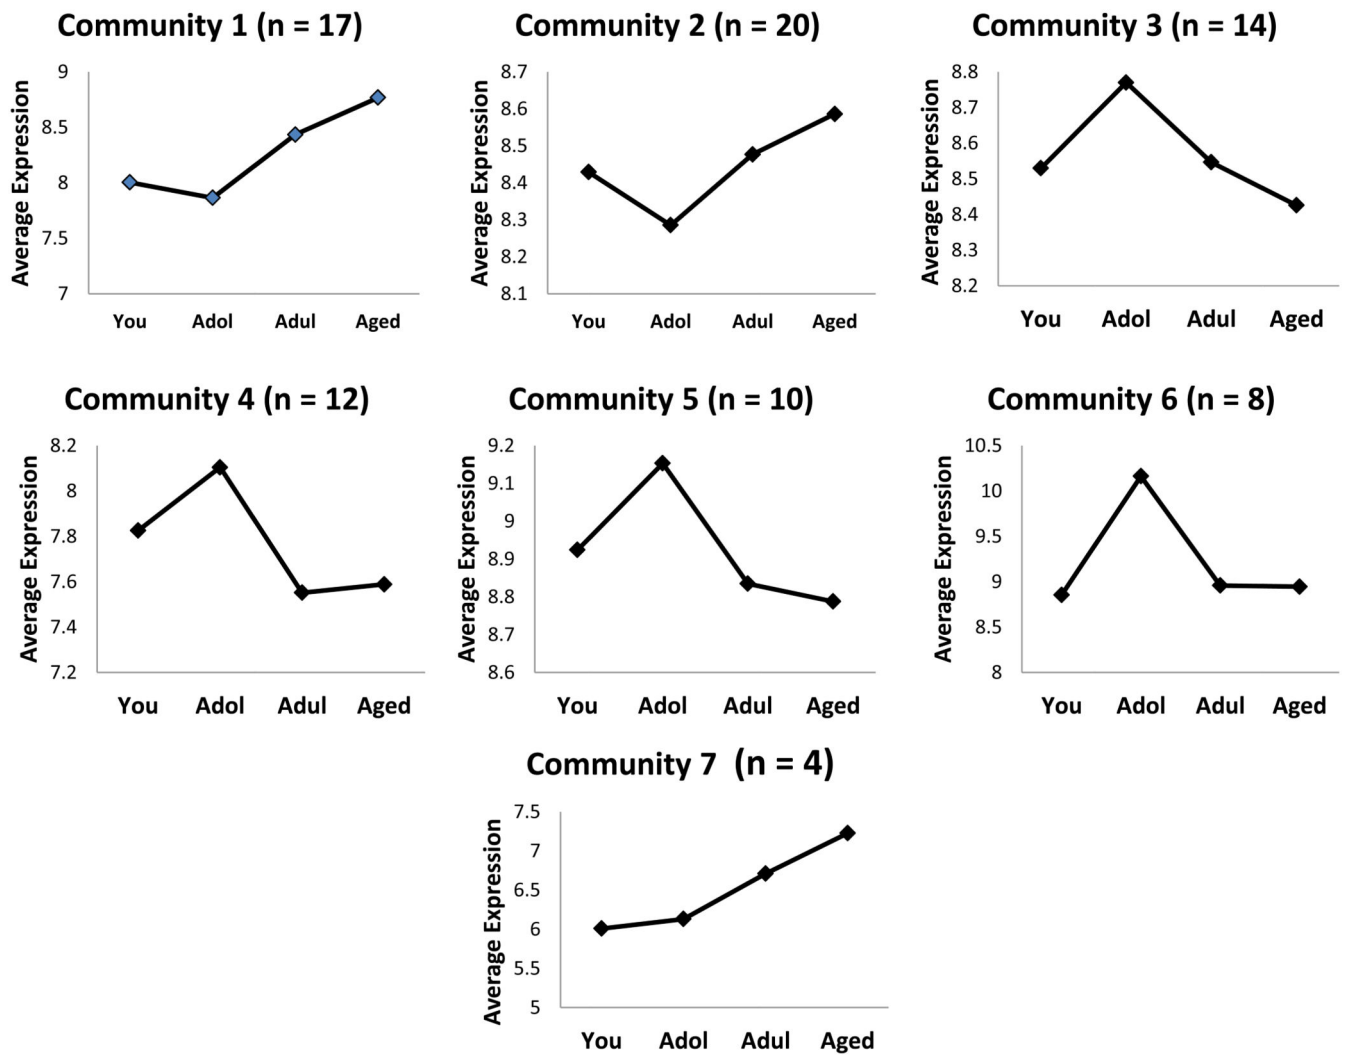 Community 1 (n = 17)
Average Expression
9
8.5
8
7.5
7
You Adol Adul Aged
Community 2 (n = 20)
Average Expression
8.7
8.6
8.5
8.4
8.3
8.2
8.1
You Adol Adul Aged
Community 3 (n = 14)
Average Expression
8.8
8.7
8.6
8.5
8.4
8.3
8.2
You Adol Adul Aged
Community 4 (n = 12)
Average Expression
8.2
8
7.8
7.6
7.4
7.2
You Adol Adul Aged
Community 5 (n = 10)
Average Expression
9.2
9.1
9
8.9
8.8
8.7
8.6
You Adol Adul Aged
Community 6 (n = 8)
Average Expression
10.5
10
9.5
9
8.5
8
You Adol Adul Aged
Community 7 (n = 4)
Average Expression
7.5
7
6.5
6
5.5
5
You Adol Adul Aged